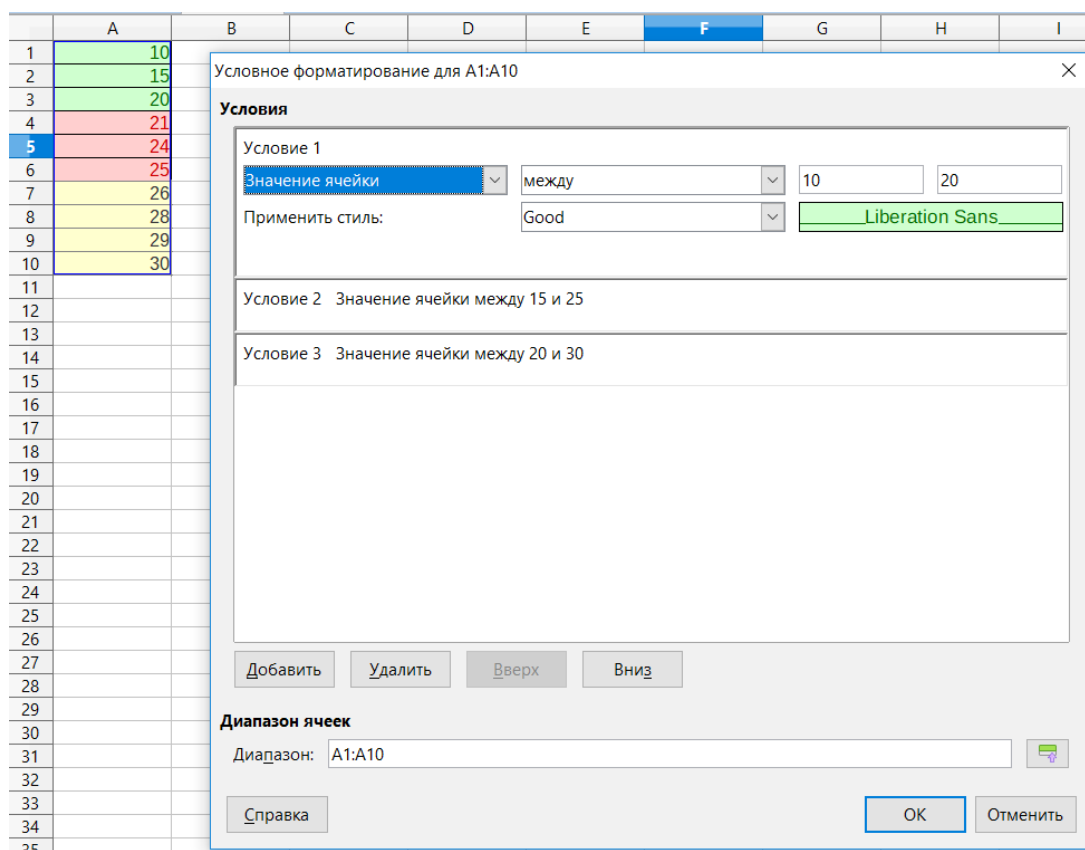 A B C D E F G H I
1 10
Условное форматирование для A1:A10
2 15
3 20
Условия
4 21
5 24
Условие 1
6 25
Значение ячейки между 10 20
7 26
8 28
Применить стиль: Good Liberation Sans
9 29
10 30
11
Условие 2 Значение ячейки между 15 и 25
12
13
14
Условие 3 Значение ячейки между 20 и 30
15
16
17
18
19
20
21
22
23
24
25
26
27
Добавить Удалить Вверх Вниз
28
29
Диапазон ячеек
30
31
Диапазон: A1:A10
32
33
Справка ОК Отменить
34
35